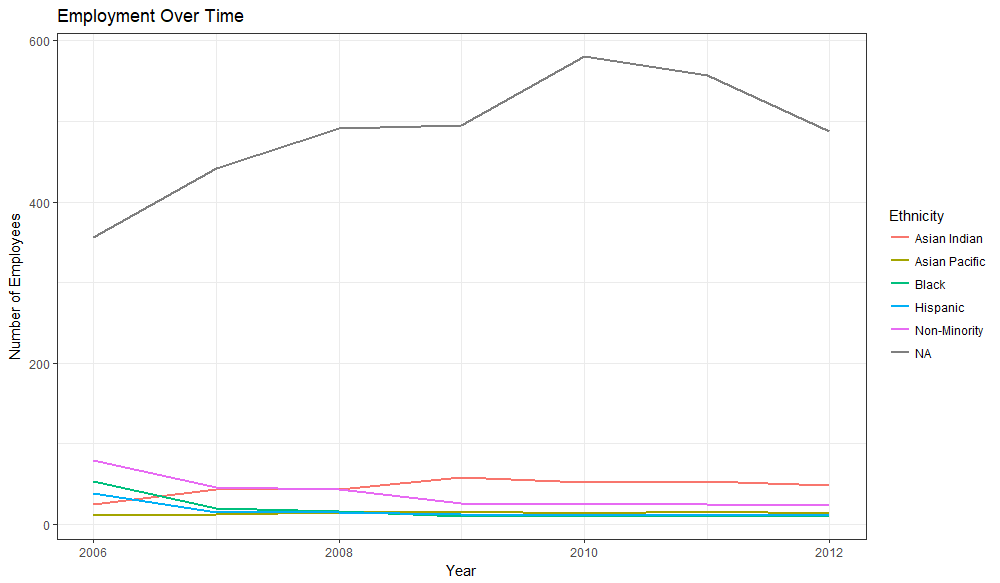 Employment Over Time
600
400
200
0
Number of Employees
2006
2008
2010
2012
Year
Ethnicity
Asian Indian
Asian Pacific
Black
Hispanic
Non-Minority
NA